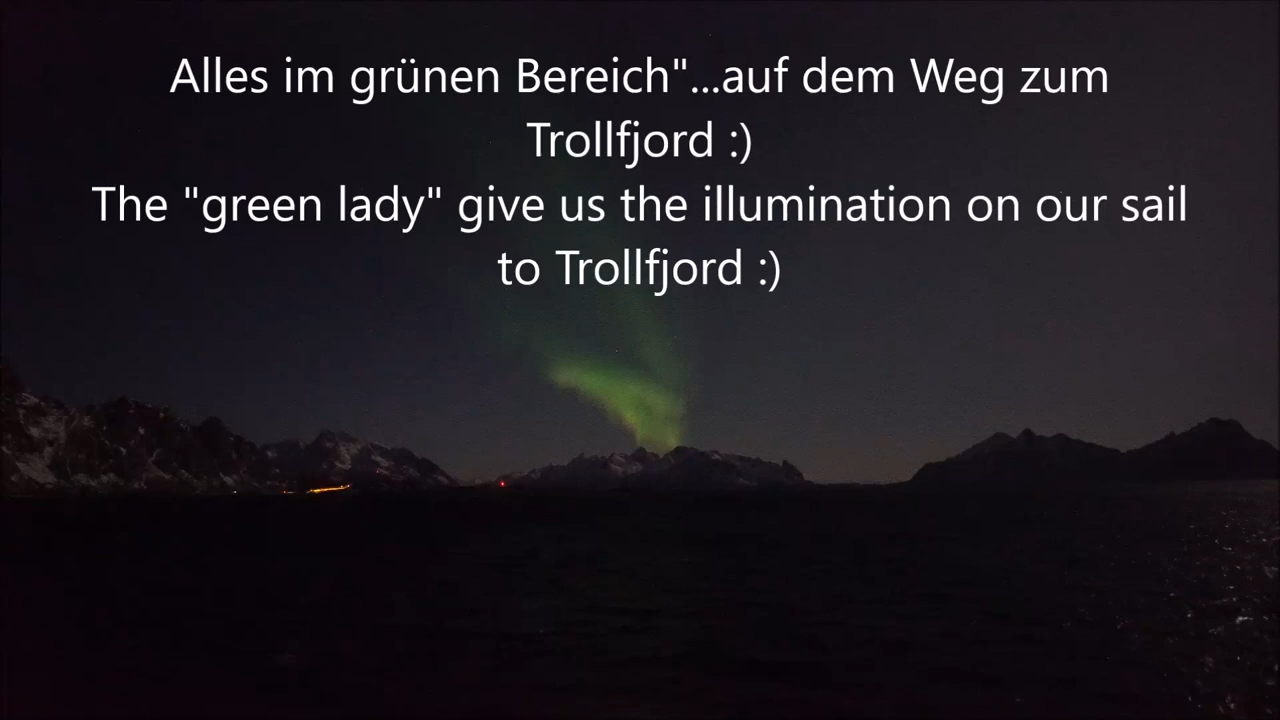 Alles im grünen Bereich"...auf dem Weg zum
Trollfjord :)
The "green lady" give us the illumination on our sail
to Trollfjord :)